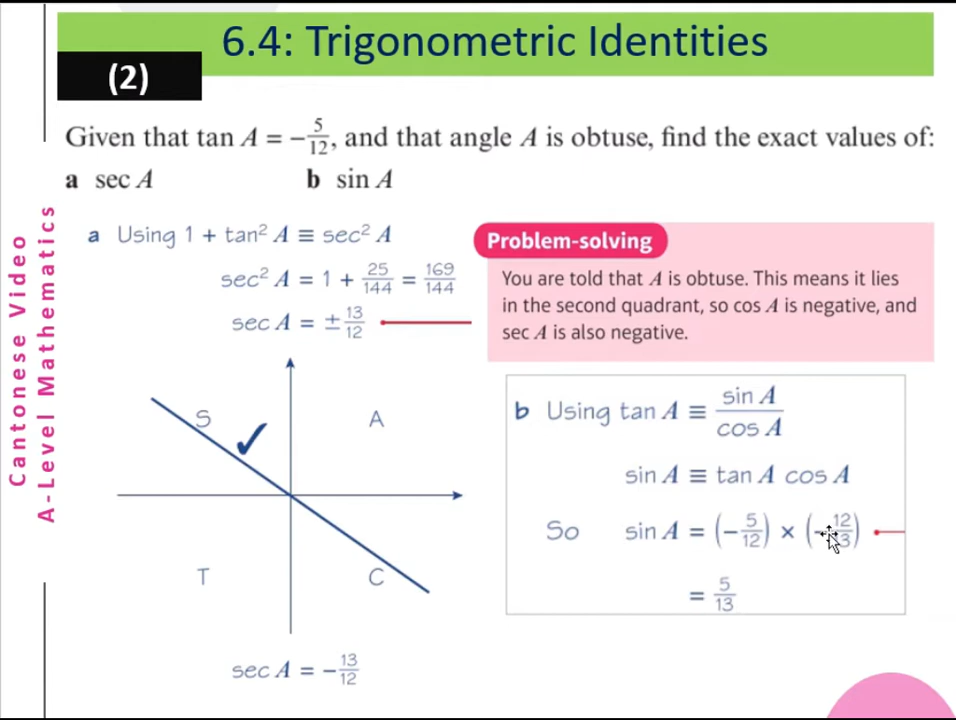 6.4: Trigonometric Identities
(2)
Given that tan A = −5/12, and that angle A is obtuse, find the exact values of:
a sec A b sin A
Cantonese Video
A-Level Mathematics
a Using 1 + tan² A ≡ sec² A
sec² A = 1 + 25/144 = 169/144
sec A = ±13/12
S A
T C
sec A = −13/12
Problem-solving
You are told that A is obtuse. This means it lies
in the second quadrant, so cos A is negative, and
sec A is also negative.
b Using tan A ≡ sin A/cos A
sin A ≡ tan A cos A
So sin A = (−5/12) × (−12/13)
= 5/13